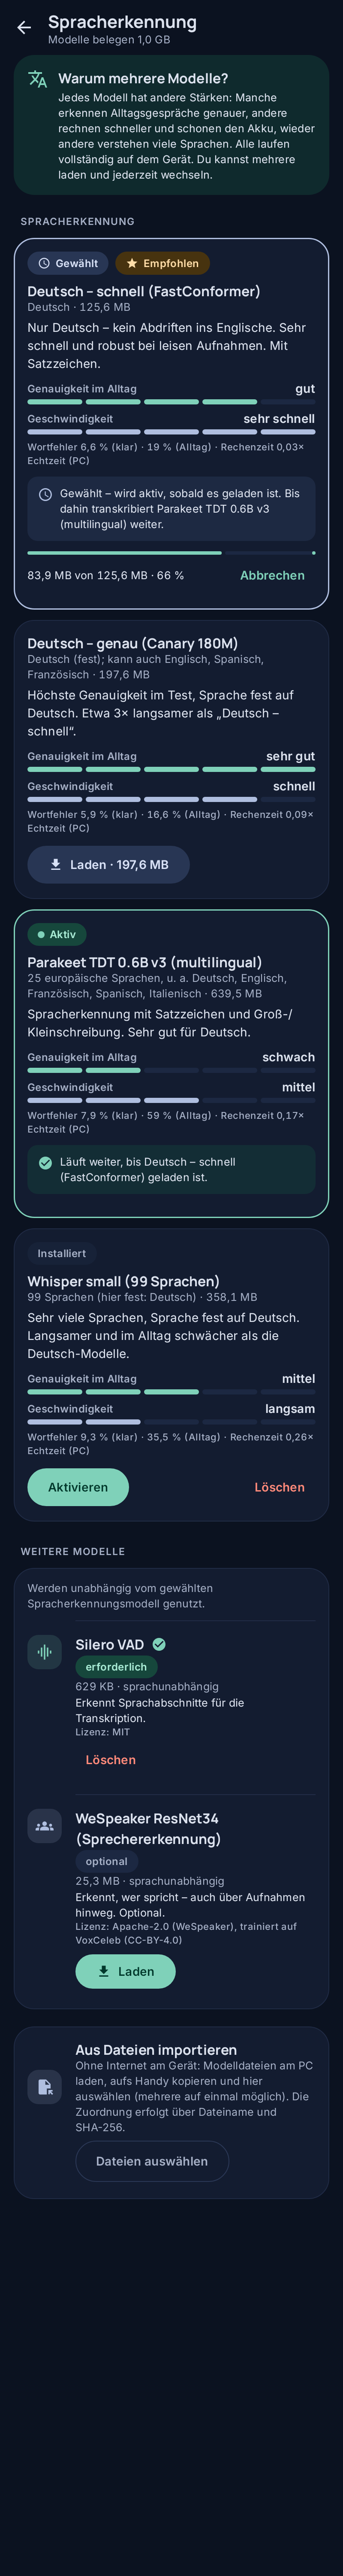 Spracherkennung
Modelle belegen 1,0 GB
Warum mehrere Modelle?
Jedes Modell hat andere Stärken: Manche
erkennen Alltagsgespräche genauer, andere
rechnen schneller und schonen den Akku, wieder
andere verstehen viele Sprachen. Alle laufen
vollständig auf dem Gerät. Du kannst mehrere
laden und jederzeit wechseln.
SPRACHERKENNUNG
Gewählt
Empfohlen
Deutsch – schnell (FastConformer)
Deutsch · 125,6 MB
Nur Deutsch – kein Abdriften ins Englische. Sehr
schnell und robust bei leisen Aufnahmen. Mit
Satzzeichen.
Genauigkeit im Alltag gut
Geschwindigkeit sehr schnell
Wortfehler 6,6 % (klar) · 19 % (Alltag) · Rechenzeit 0,03×
Echtzeit (PC)
Gewählt – wird aktiv, sobald es geladen ist. Bis
dahin transkribiert Parakeet TDT 0.6B v3
(multilingual) weiter.
83,9 MB von 125,6 MB · 66 % Abbrechen
Deutsch – genau (Canary 180M)
Deutsch (fest); kann auch Englisch, Spanisch,
Französisch · 197,6 MB
Höchste Genauigkeit im Test, Sprache fest auf
Deutsch. Etwa 3× langsamer als „Deutsch –
schnell“.
Genauigkeit im Alltag sehr gut
Geschwindigkeit schnell
Wortfehler 5,9 % (klar) · 16,6 % (Alltag) · Rechenzeit 0,09×
Echtzeit (PC)
Laden · 197,6 MB
Aktiv
Parakeet TDT 0.6B v3 (multilingual)
25 europäische Sprachen, u. a. Deutsch, Englisch,
Französisch, Spanisch, Italienisch · 639,5 MB
Spracherkennung mit Satzzeichen und Groß-/
Kleinschreibung. Sehr gut für Deutsch.
Genauigkeit im Alltag schwach
Geschwindigkeit mittel
Wortfehler 7,9 % (klar) · 59 % (Alltag) · Rechenzeit 0,17×
Echtzeit (PC)
Läuft weiter, bis Deutsch – schnell
(FastConformer) geladen ist.
Installiert
Whisper small (99 Sprachen)
99 Sprachen (hier fest: Deutsch) · 358,1 MB
Sehr viele Sprachen, Sprache fest auf Deutsch.
Langsamer und im Alltag schwächer als die
Deutsch-Modelle.
Genauigkeit im Alltag mittel
Geschwindigkeit langsam
Wortfehler 9,3 % (klar) · 35,5 % (Alltag) · Rechenzeit 0,26×
Echtzeit (PC)
Aktivieren Löschen
WEITERE MODELLE
Werden unabhängig vom gewählten
Spracherkennungsmodell genutzt.
Silero VAD
erforderlich
629 KB · sprachunabhängig
Erkennt Sprachabschnitte für die
Transkription.
Lizenz: MIT
Löschen
WeSpeaker ResNet34
(Sprechererkennung)
optional
25,3 MB · sprachunabhängig
Erkennt, wer spricht – auch über Aufnahmen
hinweg. Optional.
Lizenz: Apache-2.0 (WeSpeaker), trainiert auf
VoxCeleb (CC-BY-4.0)
Laden
Aus Dateien importieren
Ohne Internet am Gerät: Modelldateien am PC
laden, aufs Handy kopieren und hier
auswählen (mehrere auf einmal möglich). Die
Zuordnung erfolgt über Dateiname und
SHA-256.
Dateien auswählen